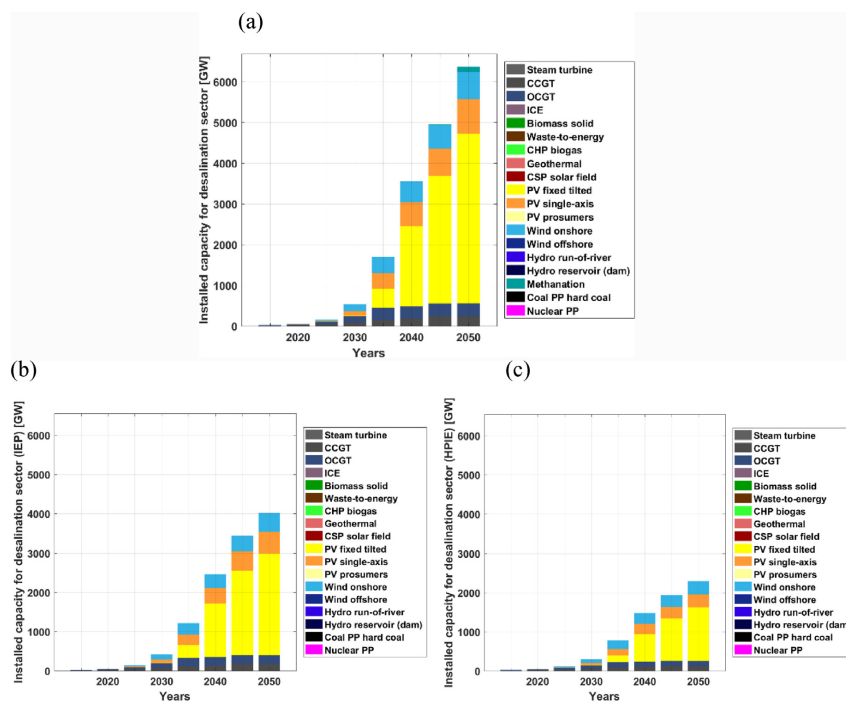 (a)
Installed capacity for desalination sector [GW]
6000
5000
4000
3000
2000
1000
0
2020
2030
2040
2050
Years
Steam turbine
CCGT
OCGT
ICE
Biomass solid
Waste-to-energy
CHP biogas
Geothermal
CSP solar field
PV fixed tilted
PV single-axis
PV prosumers
Wind onshore
Wind offshore
Hydro run-of-river
Hydro reservoir (dam)
Methanation
Coal PP hard coal
Nuclear PP
(b)
Installed capacity for desalination sector (IEP) [GW]
6000
5000
4000
3000
2000
1000
0
2020
2030
2040
2050
Years
Steam turbine
CCGT
OCGT
ICE
Biomass solid
Waste-to-energy
CHP biogas
Geothermal
CSP solar field
PV fixed tilted
PV single-axis
PV prosumers
Wind onshore
Wind offshore
Hydro run-of-river
Hydro reservoir (dam)
Coal PP hard coal
Nuclear PP
(c)
Installed capacity for desalination sector (HPIE) [GW]
6000
5000
4000
3000
2000
1000
0
2020
2030
2040
2050
Years
Steam turbine
CCGT
OCGT
ICE
Biomass solid
Waste-to-energy
CHP biogas
Geothermal
CSP solar field
PV fixed tilted
PV single-axis
PV prosumers
Wind onshore
Wind offshore
Hydro run-of-river
Hydro reservoir (dam
Coal PP hard coal
Nuclear PP